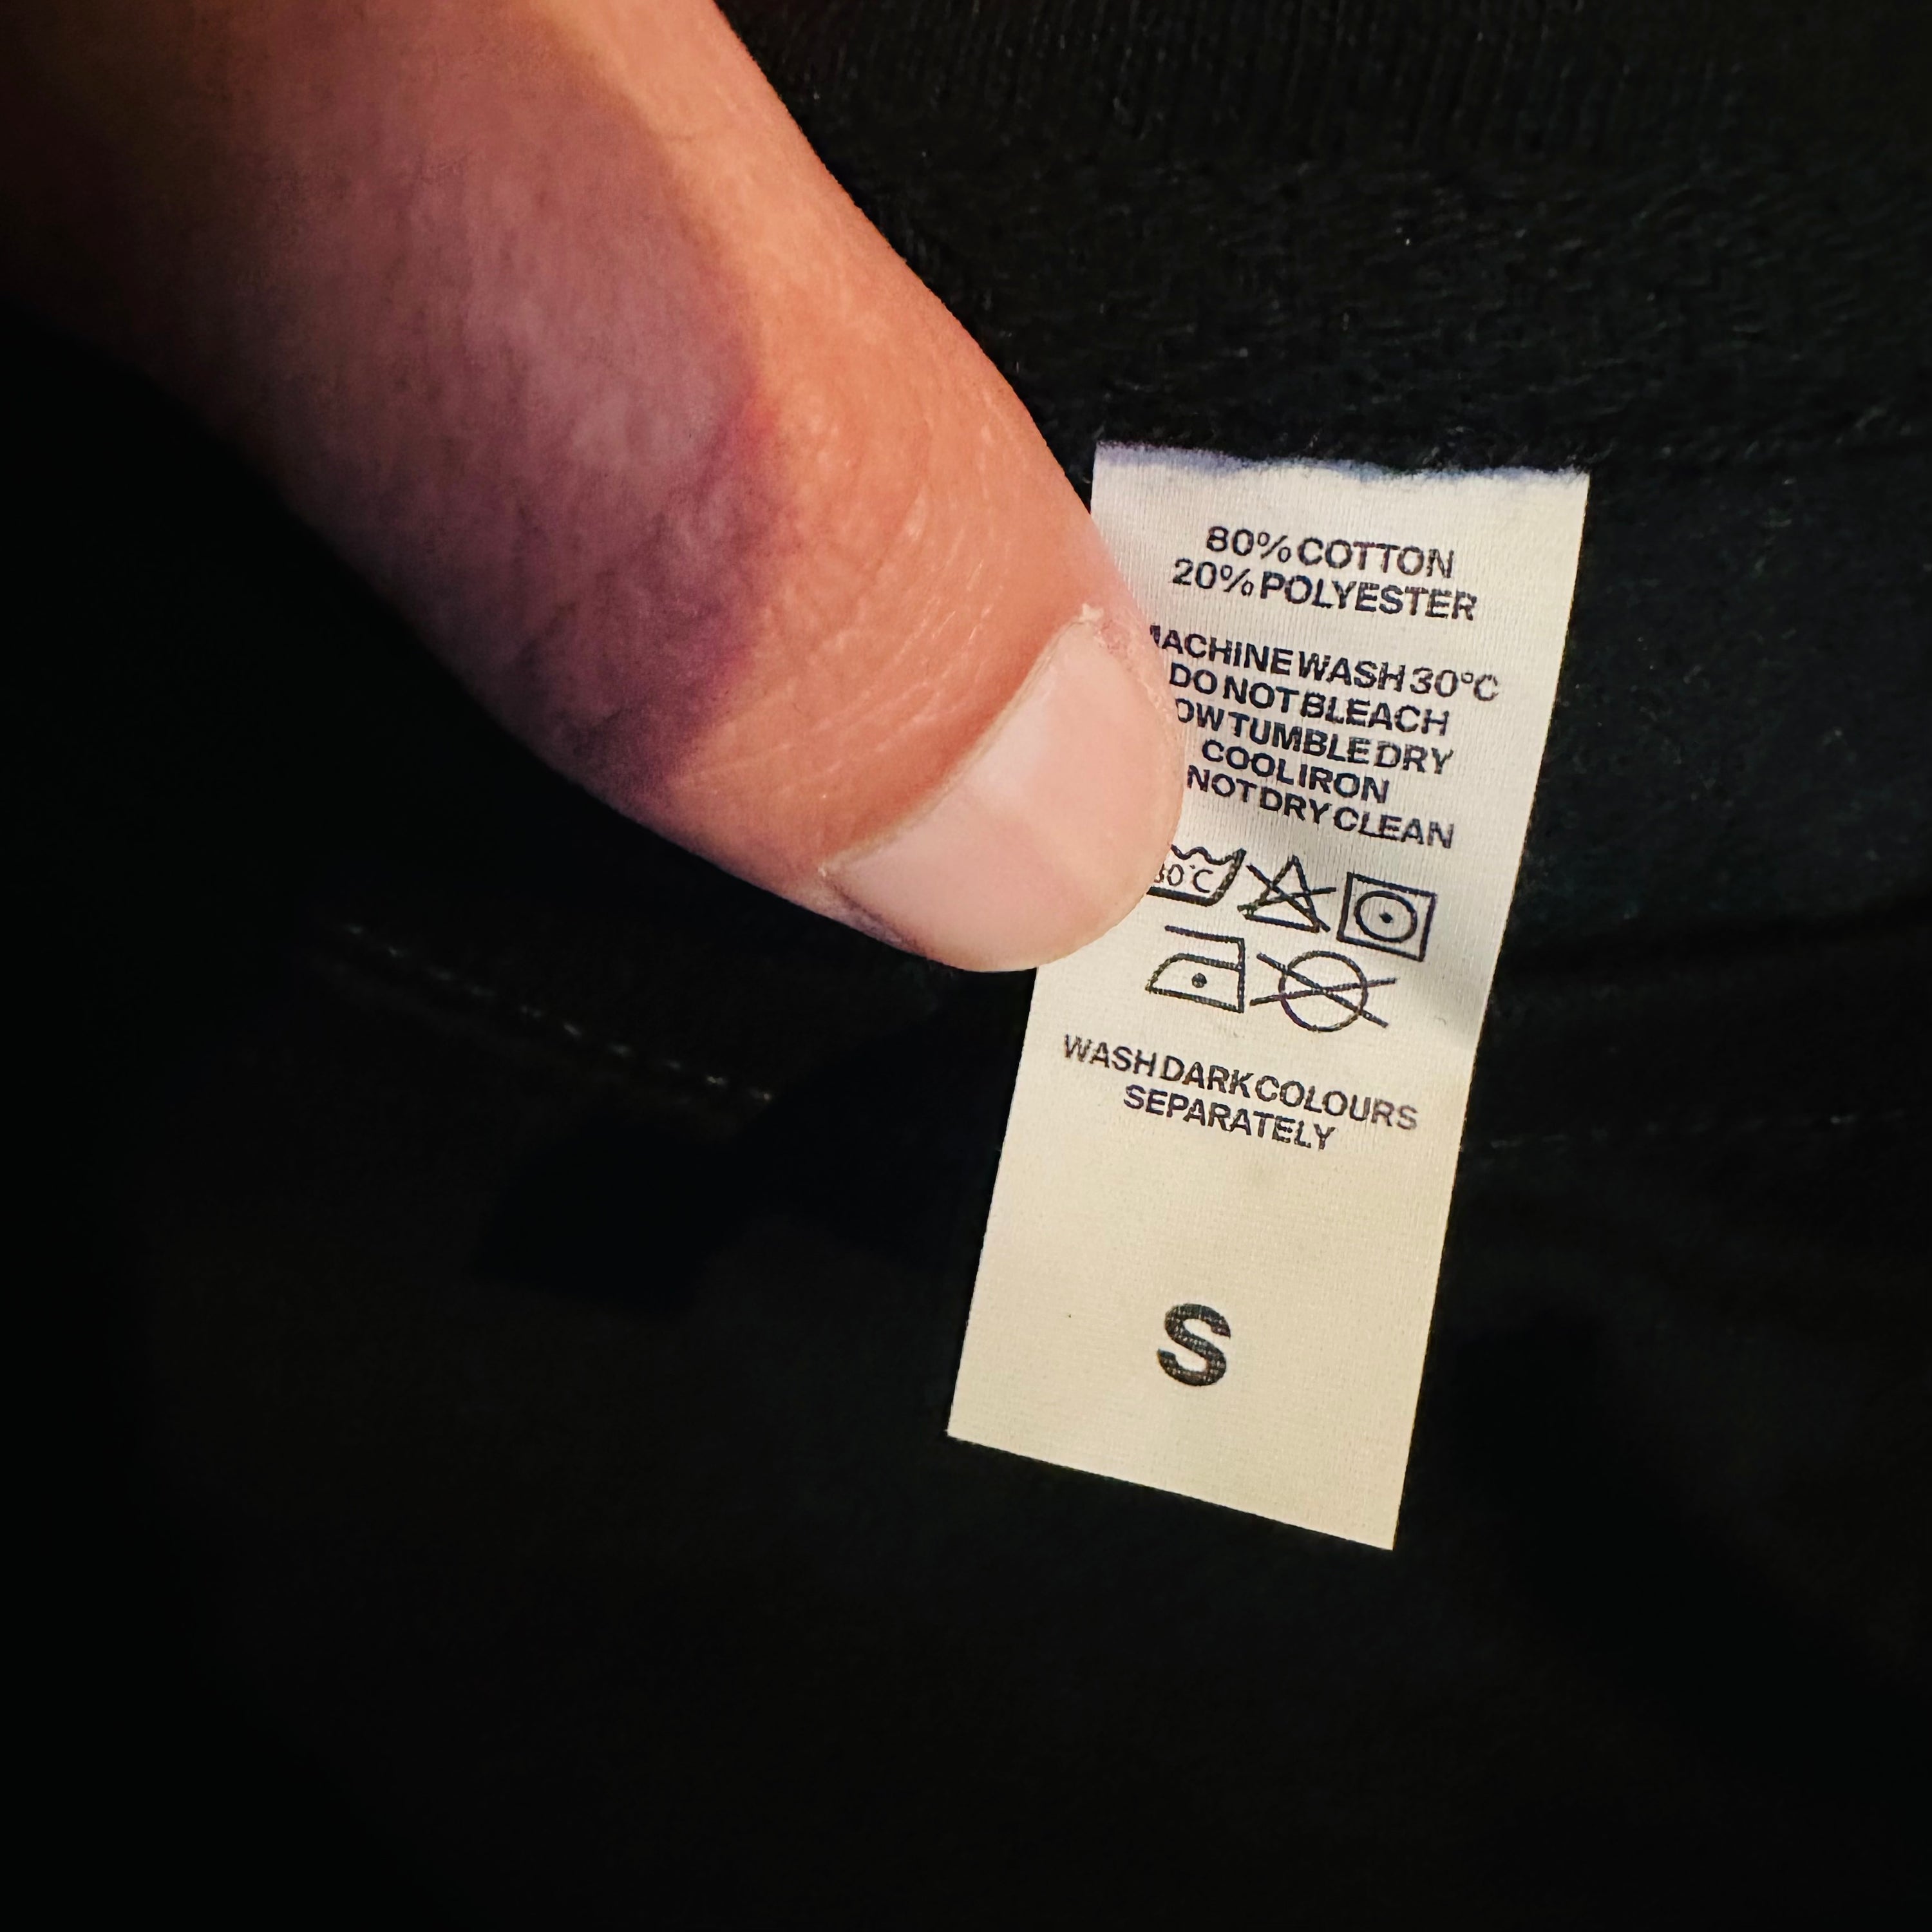 80% COTTON
20% POLYESTER
MACHINE WASH 30°C
DO NOT BLEACH
OW TUMBLE DRY
COOL IRON
NOT DRY CLEAN
30°C
WASH DARK COLOURS
SEPARATELY
S